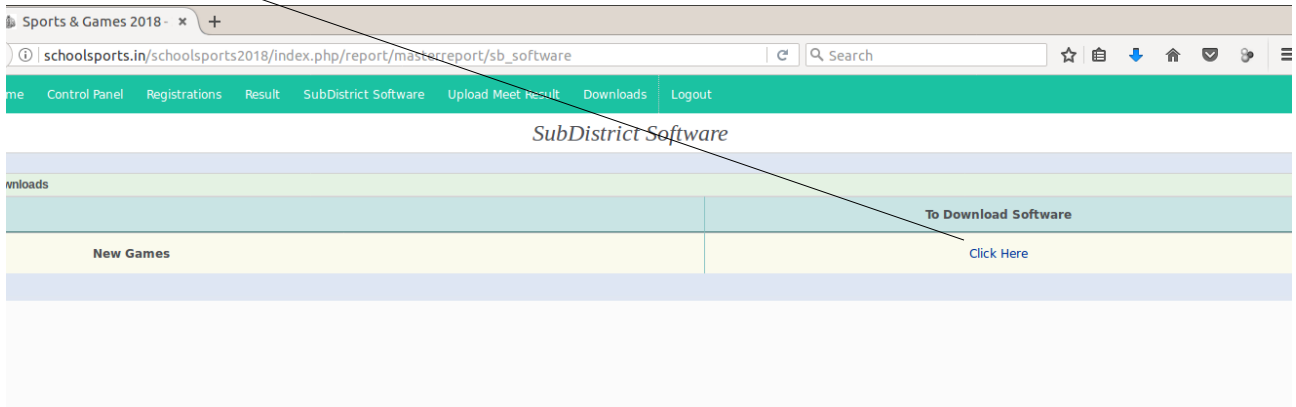 Sports & Games 2018 - × +
schoolsports.in/schoolsports2018/index.php/report/masterreport/sb_software Search
me Control Panel Registrations Result SubDistrict Software Upload Meet Result Downloads Logout
SubDistrict Software
wnloads
To Download Software
New Games Click Here